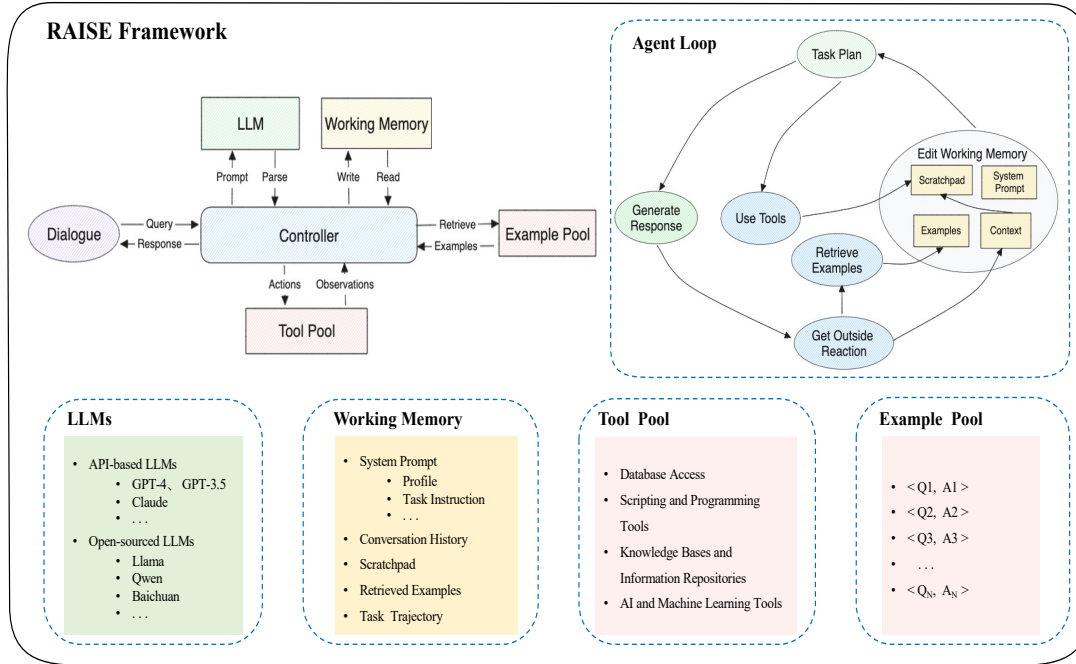 RAISE Framework
LLM
Working Memory
Prompt
Parse
Write
Read
Dialogue
Query
Response
Controller
Retrieve
Examples
Example Pool
Actions
Observations
Tool Pool
Agent Loop
Task Plan
Edit Working Memory
Scratchpad
System
Prompt
Generate
Response
Use Tools
Examples
Context
Retrieve
Examples
Get Outside
Reaction
LLMs
• API-based LLMs
• GPT-4、 GPT-3.5
• Claude
• . . .
• Open-sourced LLMs
• Llama
• Qwen
• Baichuan
• . . .
Working Memory
• System Prompt
• Profile
• Task Instruction
• . . .
• Conversation History
• Scratchpad
• Retrieved Examples
• Task Trajectory
Tool Pool
• Database Access
• Scripting and Programming
Tools
• Knowledge Bases and
Information Repositories
• AI and Machine Learning Tools
Example Pool
• < Q1, A1 >
• < Q2, A2 >
• < Q3, A3 >
• . . .
• < Q_N, A_N >